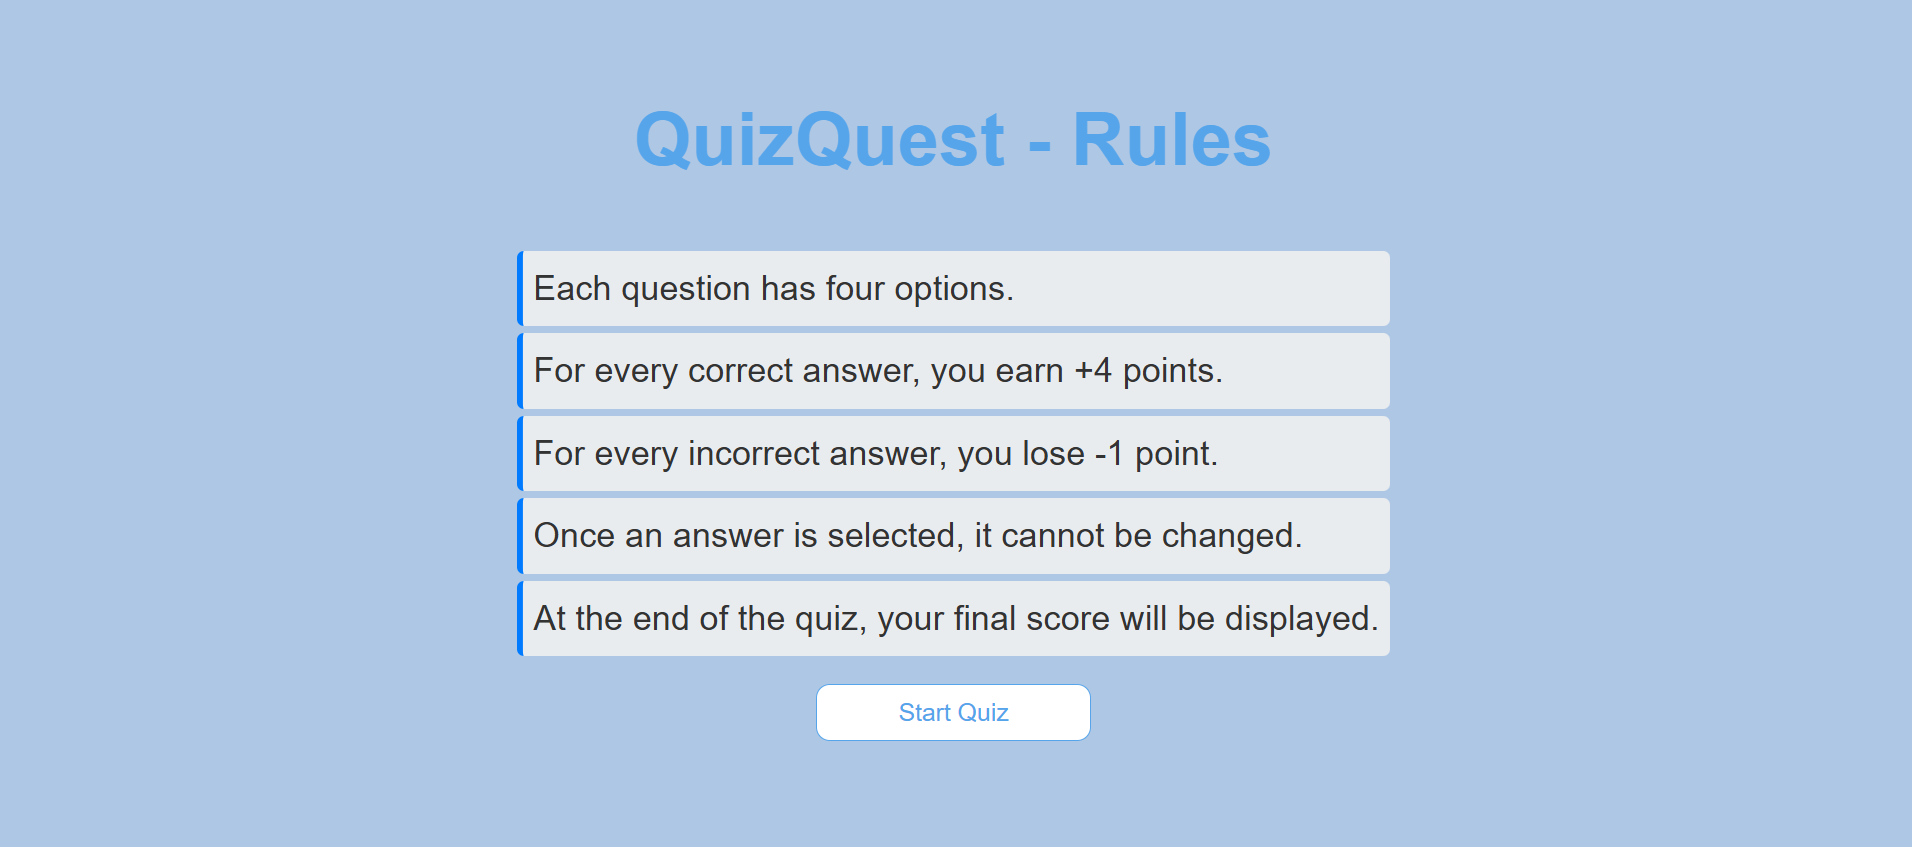 QuizQuest - Rules
Each question has four options.
For every correct answer, you earn +4 points.
For every incorrect answer, you lose -1 point.
Once an answer is selected, it cannot be changed.
At the end of the quiz, your final score will be displayed.
Start Quiz